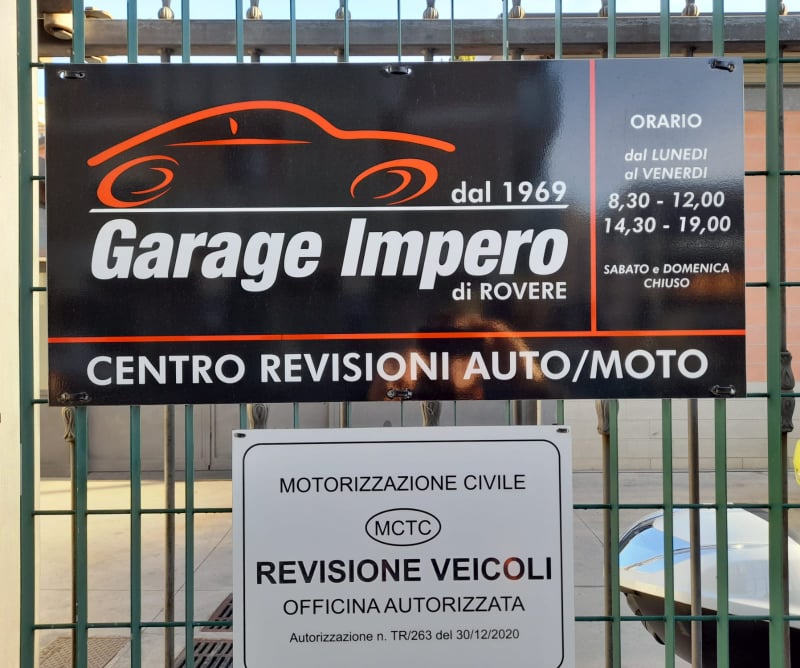 dal 1969
Garage Impero
di ROVERE
ORARIO
dal LUNEDI
al VENERDI
8,30 - 12,00
14,30 - 19,00
SABATO e DOMENICA
CHIUSO
CENTRO REVISIONI AUTO/MOTO
MOTORIZZAZIONE CIVILE
MCTC
REVISIONE VEICOLI
OFFICINA AUTORIZZATA
Autorizzazione n. TR/263 del 30/12/2020